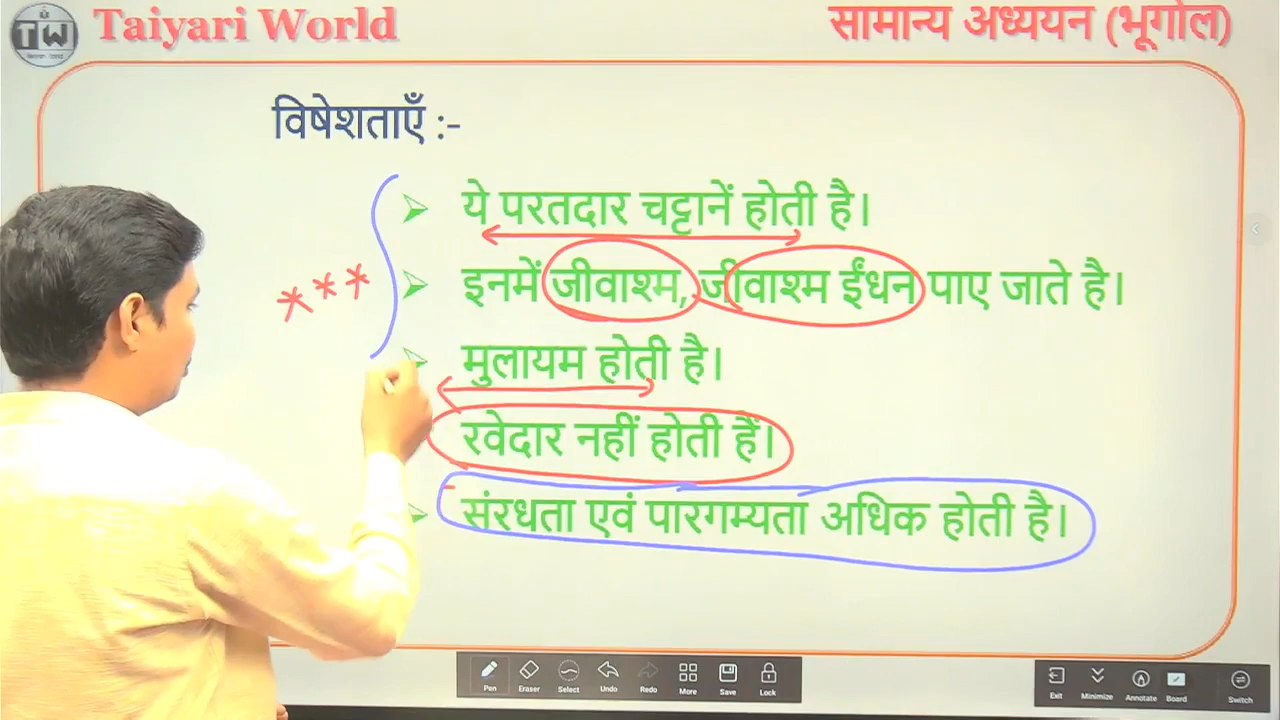 TW Taiyari World
सामान्य अध्ययन (भूगोल)
विषेशताएँ :-
ये परतदार चट्टानें होती है।
इनमें जीवाश्म, जीवाश्म ईंधन पाए जाते है।
मुलायम होती है।
रवेदार नहीं होती हैं।
संरधता एवं पारगम्यता अधिक होती है।
Pen Eraser Select Undo Redo More Save Lock
Exit Minimize Annotate Board Switch